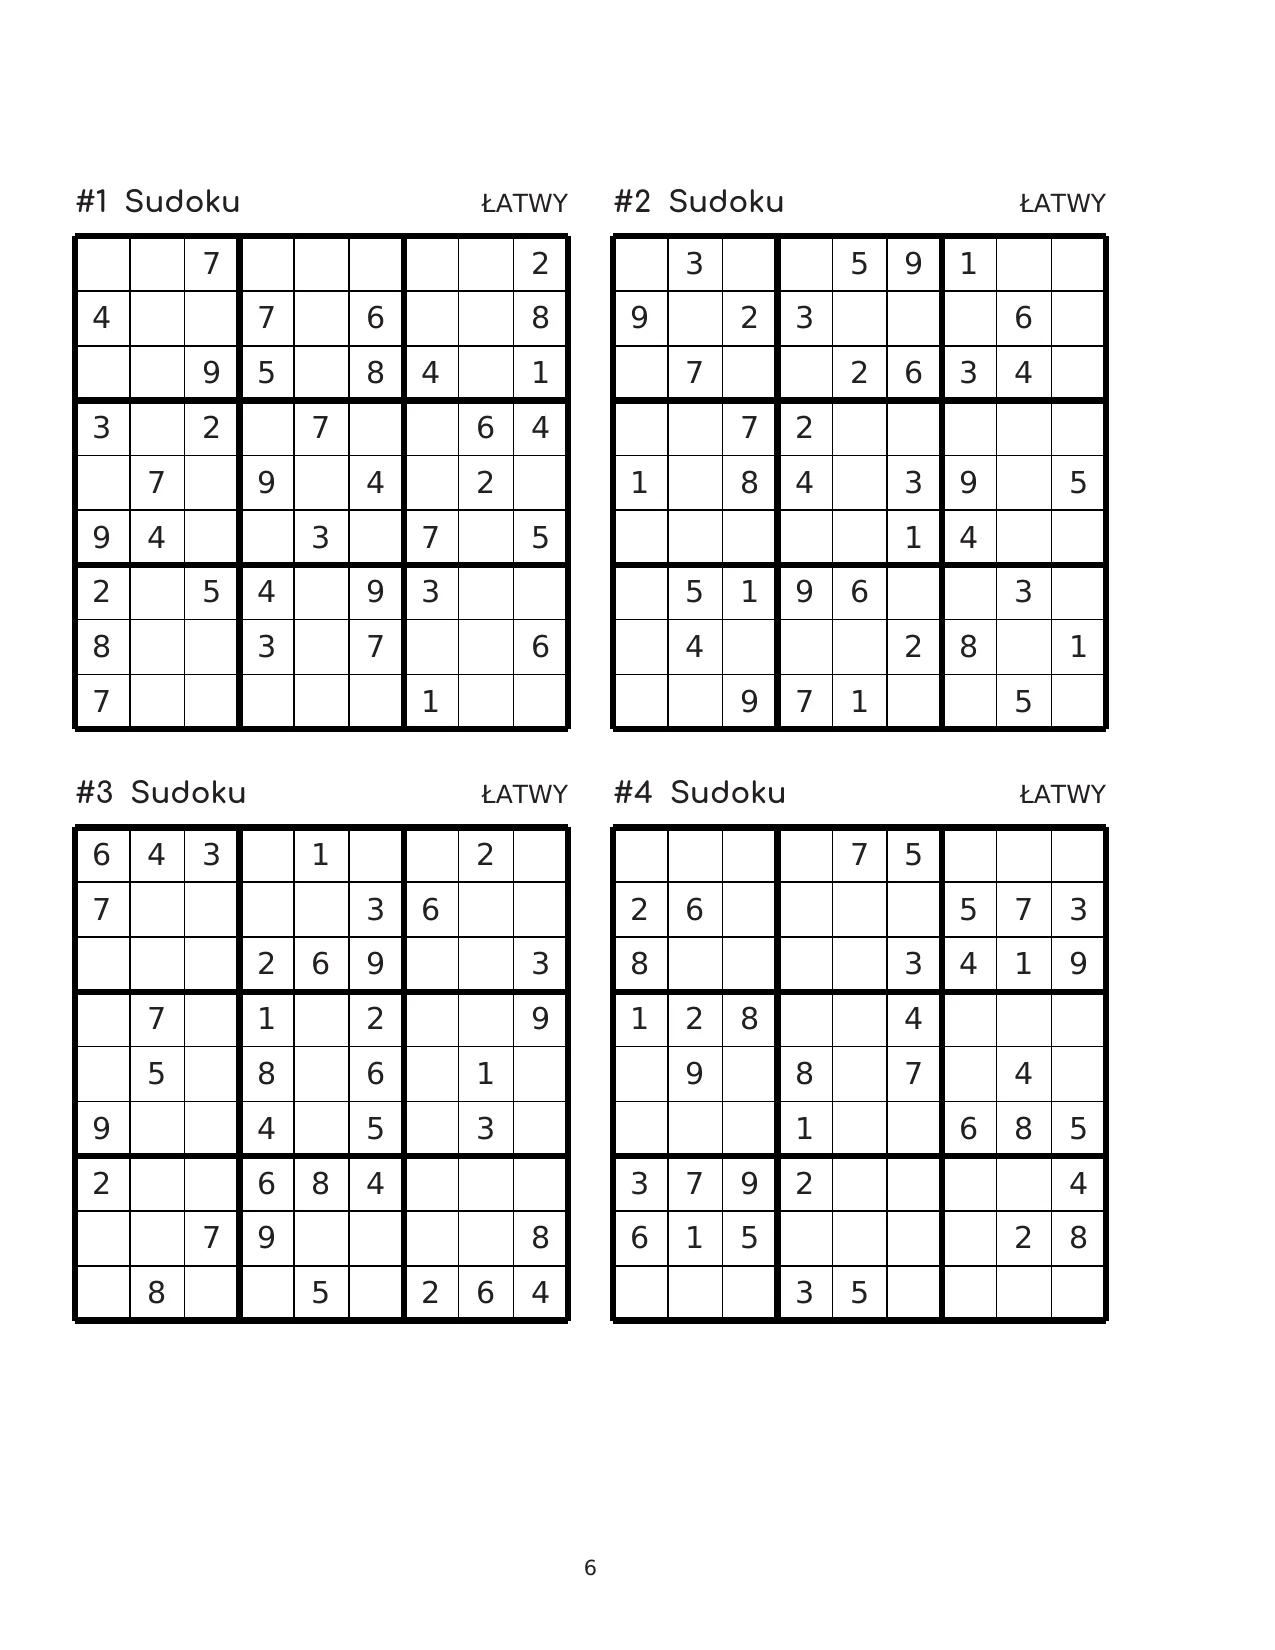 #1 Sudoku ŁATWY
7 2
4 7 6 8
9 5 8 4 1
3 2 7 6 4
7 9 4 2
9 4 3 7 5
2 5 4 9 3
8 3 7 6
7 1
#2 Sudoku ŁATWY
3 5 9 1
9 2 3 6
7 2 6 3 4
7 2
1 8 4 3 9 5
1 4
5 1 9 6 3
4 2 8 1
9 7 1 5
#3 Sudoku ŁATWY
6 4 3 1 2
7 3 6
2 6 9 3
7 1 2 9
5 8 6 1
9 4 5 3
2 6 8 4
7 9 8
8 5 2 6 4
#4 Sudoku ŁATWY
7 5
2 6 5 7 3
8 3 4 1 9
1 2 8 4
9 8 7 4
1 6 8 5
3 7 9 2 4
6 1 5 2 8
3 5
6